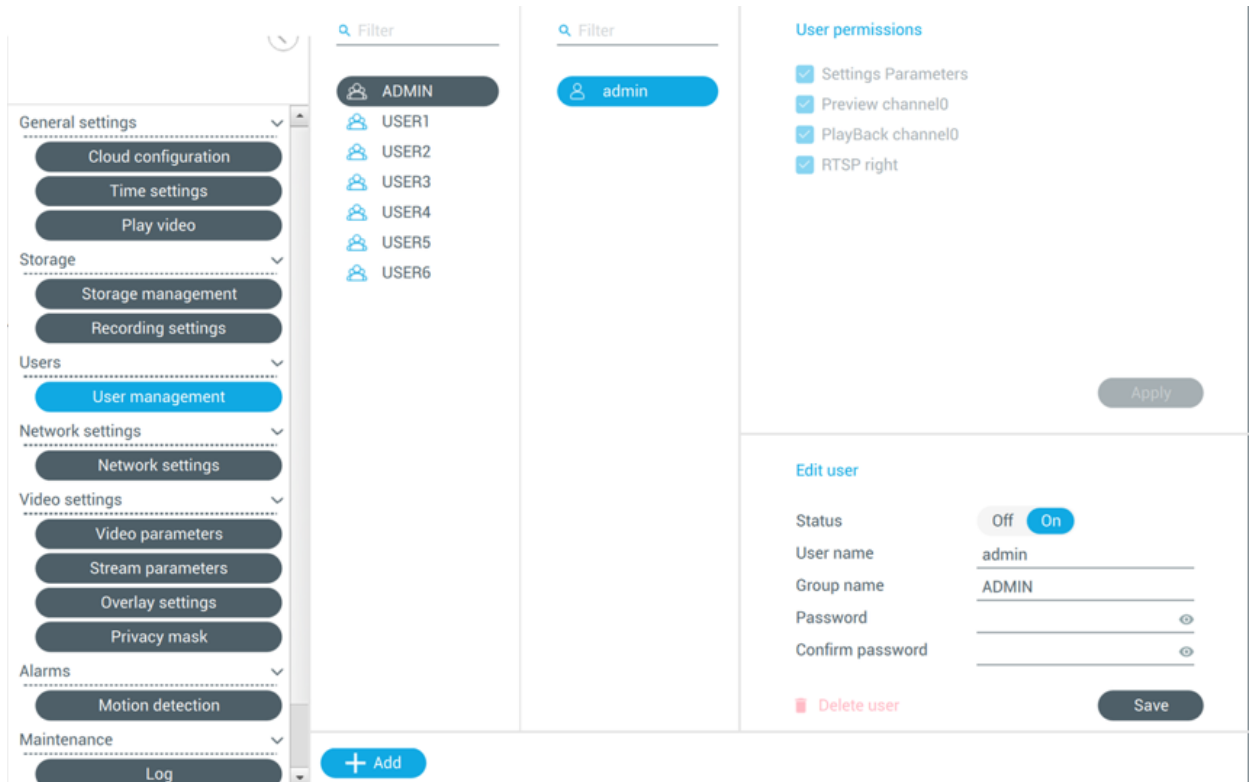 General settings
Cloud configuration
Time settings
Play video
Storage
Storage management
Recording settings
Users
User management
Network settings
Network settings
Video settings
Video parameters
Stream parameters
Overlay settings
Privacy mask
Alarms
Motion detection
Maintenance
Log
Filter
ADMIN
USER1
USER2
USER3
USER4
USER5
USER6
Add
Filter
admin
User permissions
Settings Parameters
Preview channel0
PlayBack channel0
RTSP right
Apply
Edit user
Status Off On
User name admin
Group name ADMIN
Password
Confirm password
Delete user Save